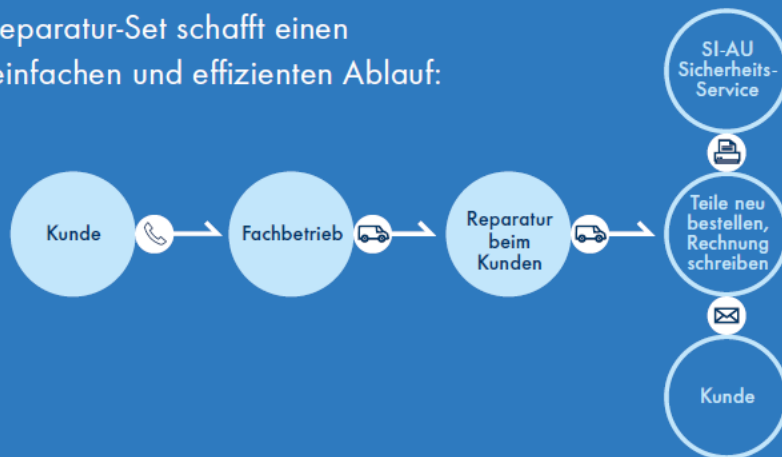 eparatur-Set schafft einen
einfachen und effizienten Ablauf:
SI-AU
Sicherheits-
Service
Kunde
Fachbetrieb
Reparatur
beim
Kunden
Teile neu
bestellen,
Rechnung
schreiben
Kunde